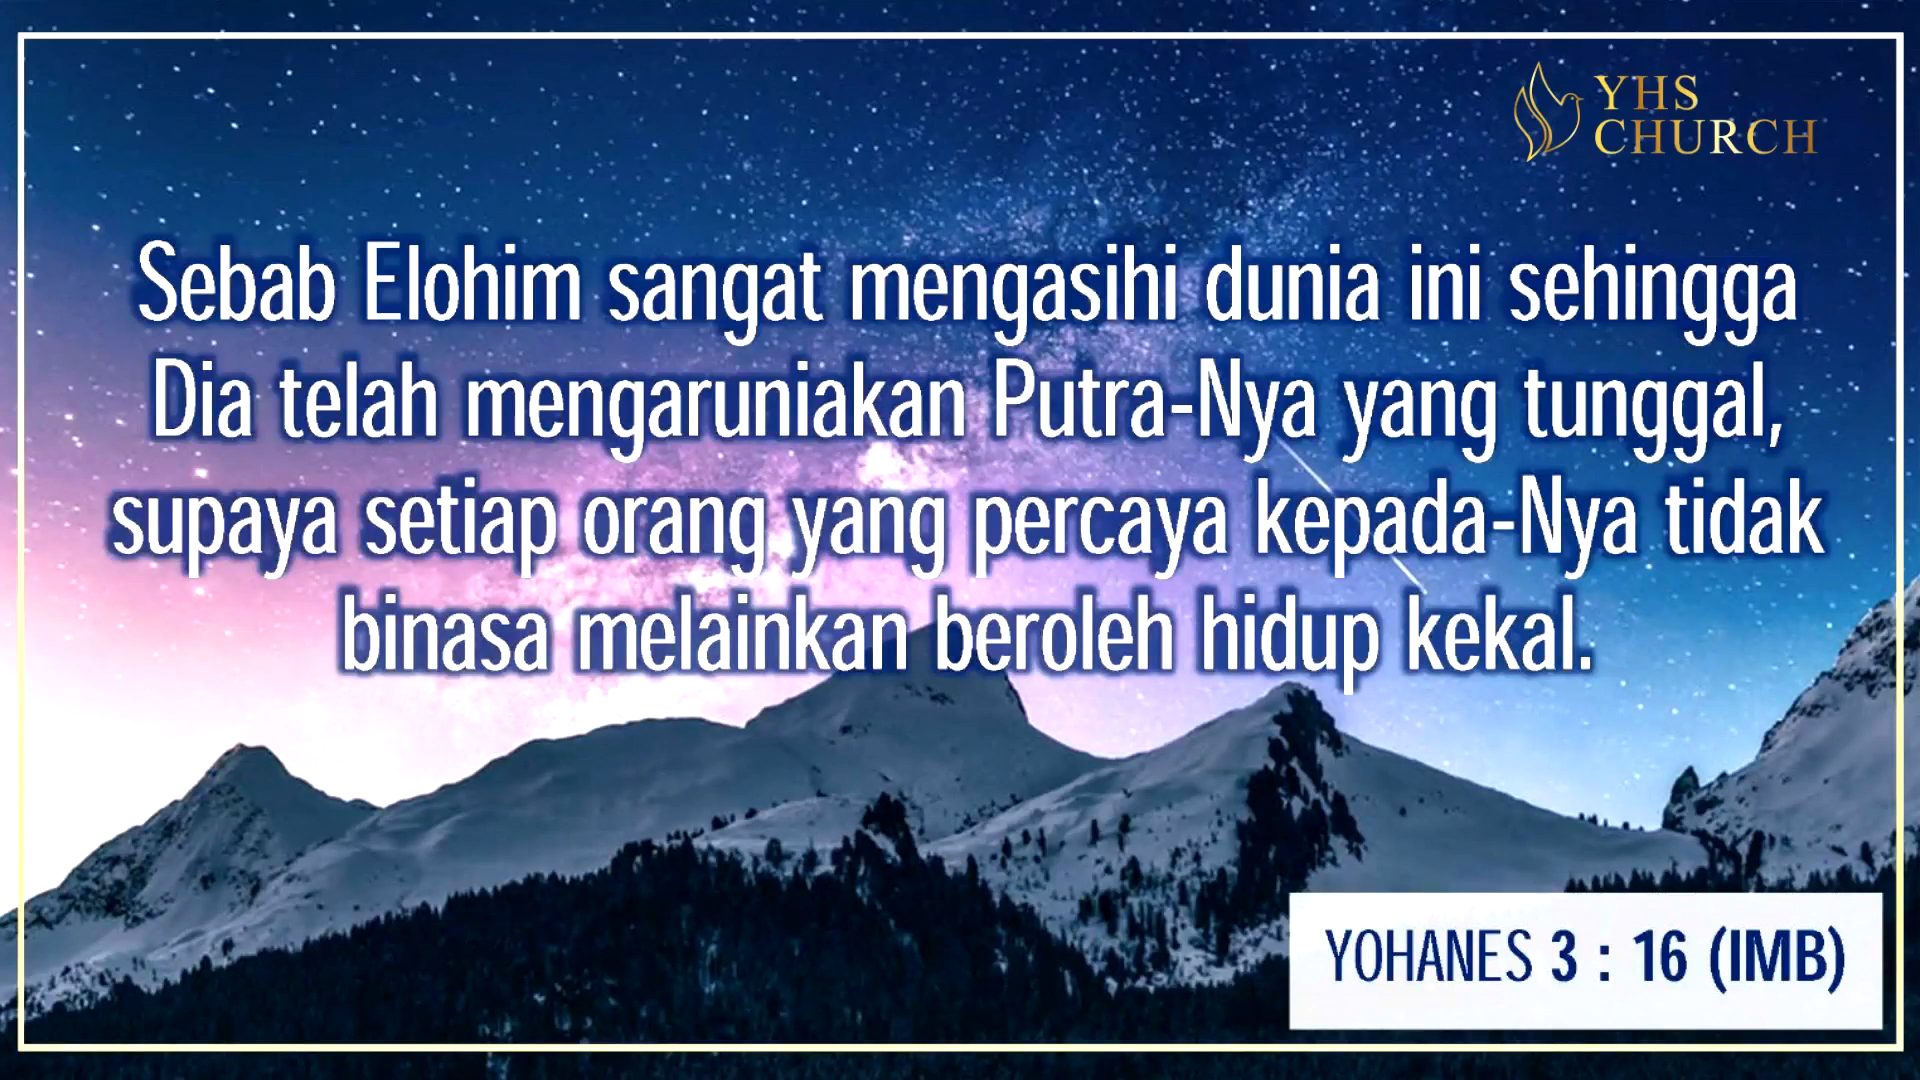 YHS
CHURCH
Sebab Elohim sangat mengasihi dunia ini sehingga
Dia telah mengaruniakan Putra-Nya yang tunggal,
supaya setiap orang yang percaya kepada-Nya tidak
binasa melainkan beroleh hidup kekal.
YOHANES 3 : 16 (IMB)